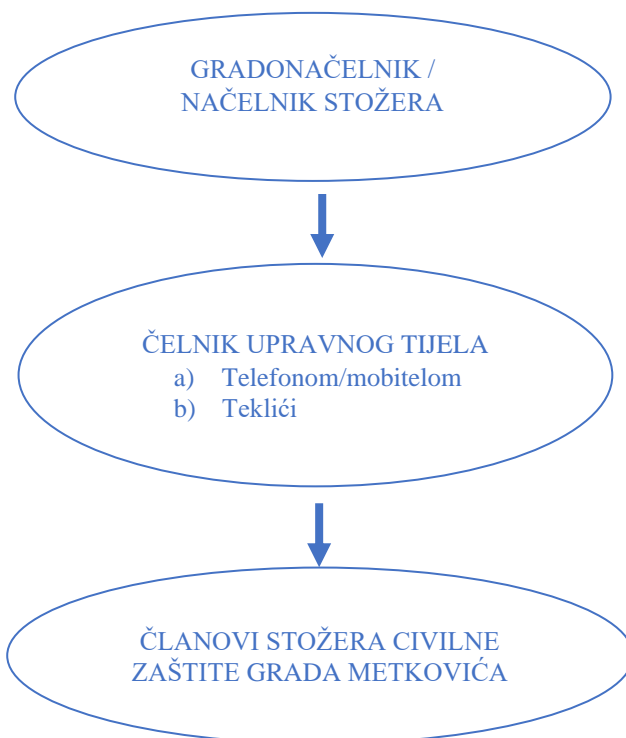 GRADONAČELNIK /
NAČELNIK STOŽERA
ČELNIK UPRAVNOG TIJELA
a) Telefonom/mobitelom
b) Teklići
ČLANOVI STOŽERA CIVILNE
ZAŠTITE GRADA METKOVIĆA